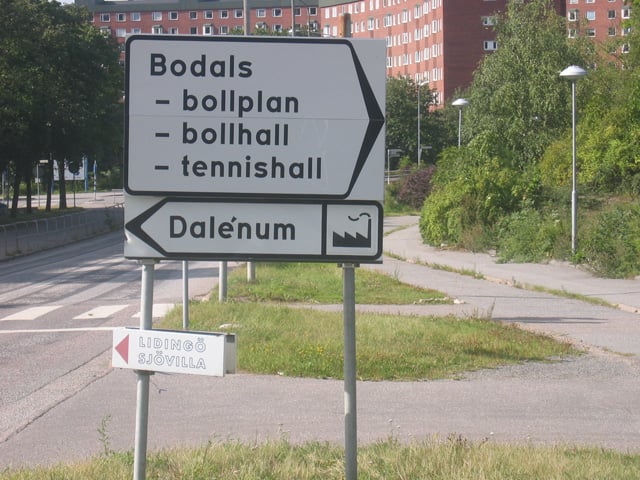 Bodals
– bollplan
– bollhall
– tennishall
Dalénum
LIDINGÖ
SJÖVILLA